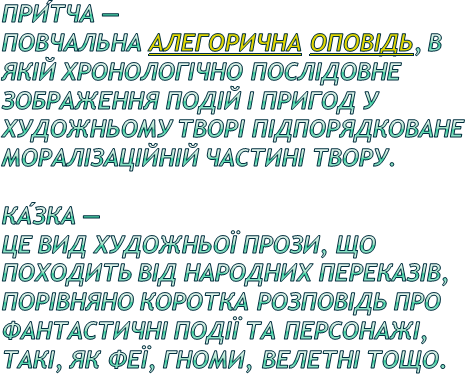 ПРИ́ТЧА —
ПОВЧАЛЬНА АЛЕГОРИЧНА ОПОВІДЬ, В
ЯКІЙ ХРОНОЛОГІЧНО ПОСЛІДОВНЕ
ЗОБРАЖЕННЯ ПОДІЙ І ПРИГОД У
ХУДОЖНЬОМУ ТВОРІ ПІДПОРЯДКОВАНЕ
МОРАЛІЗАЦІЙНІЙ ЧАСТИНІ ТВОРУ.
КА́ЗКА —
ЦЕ ВИД ХУДОЖНЬОЇ ПРОЗИ, ЩО
ПОХОДИТЬ ВІД НАРОДНИХ ПЕРЕКАЗІВ,
ПОРІВНЯНО КОРОТКА РОЗПОВІДЬ ПРО
ФАНТАСТИЧНІ ПОДІЇ ТА ПЕРСОНАЖІ,
ТАКІ, ЯК ФЕЇ, ГНОМИ, ВЕЛЕТНІ ТОЩО.